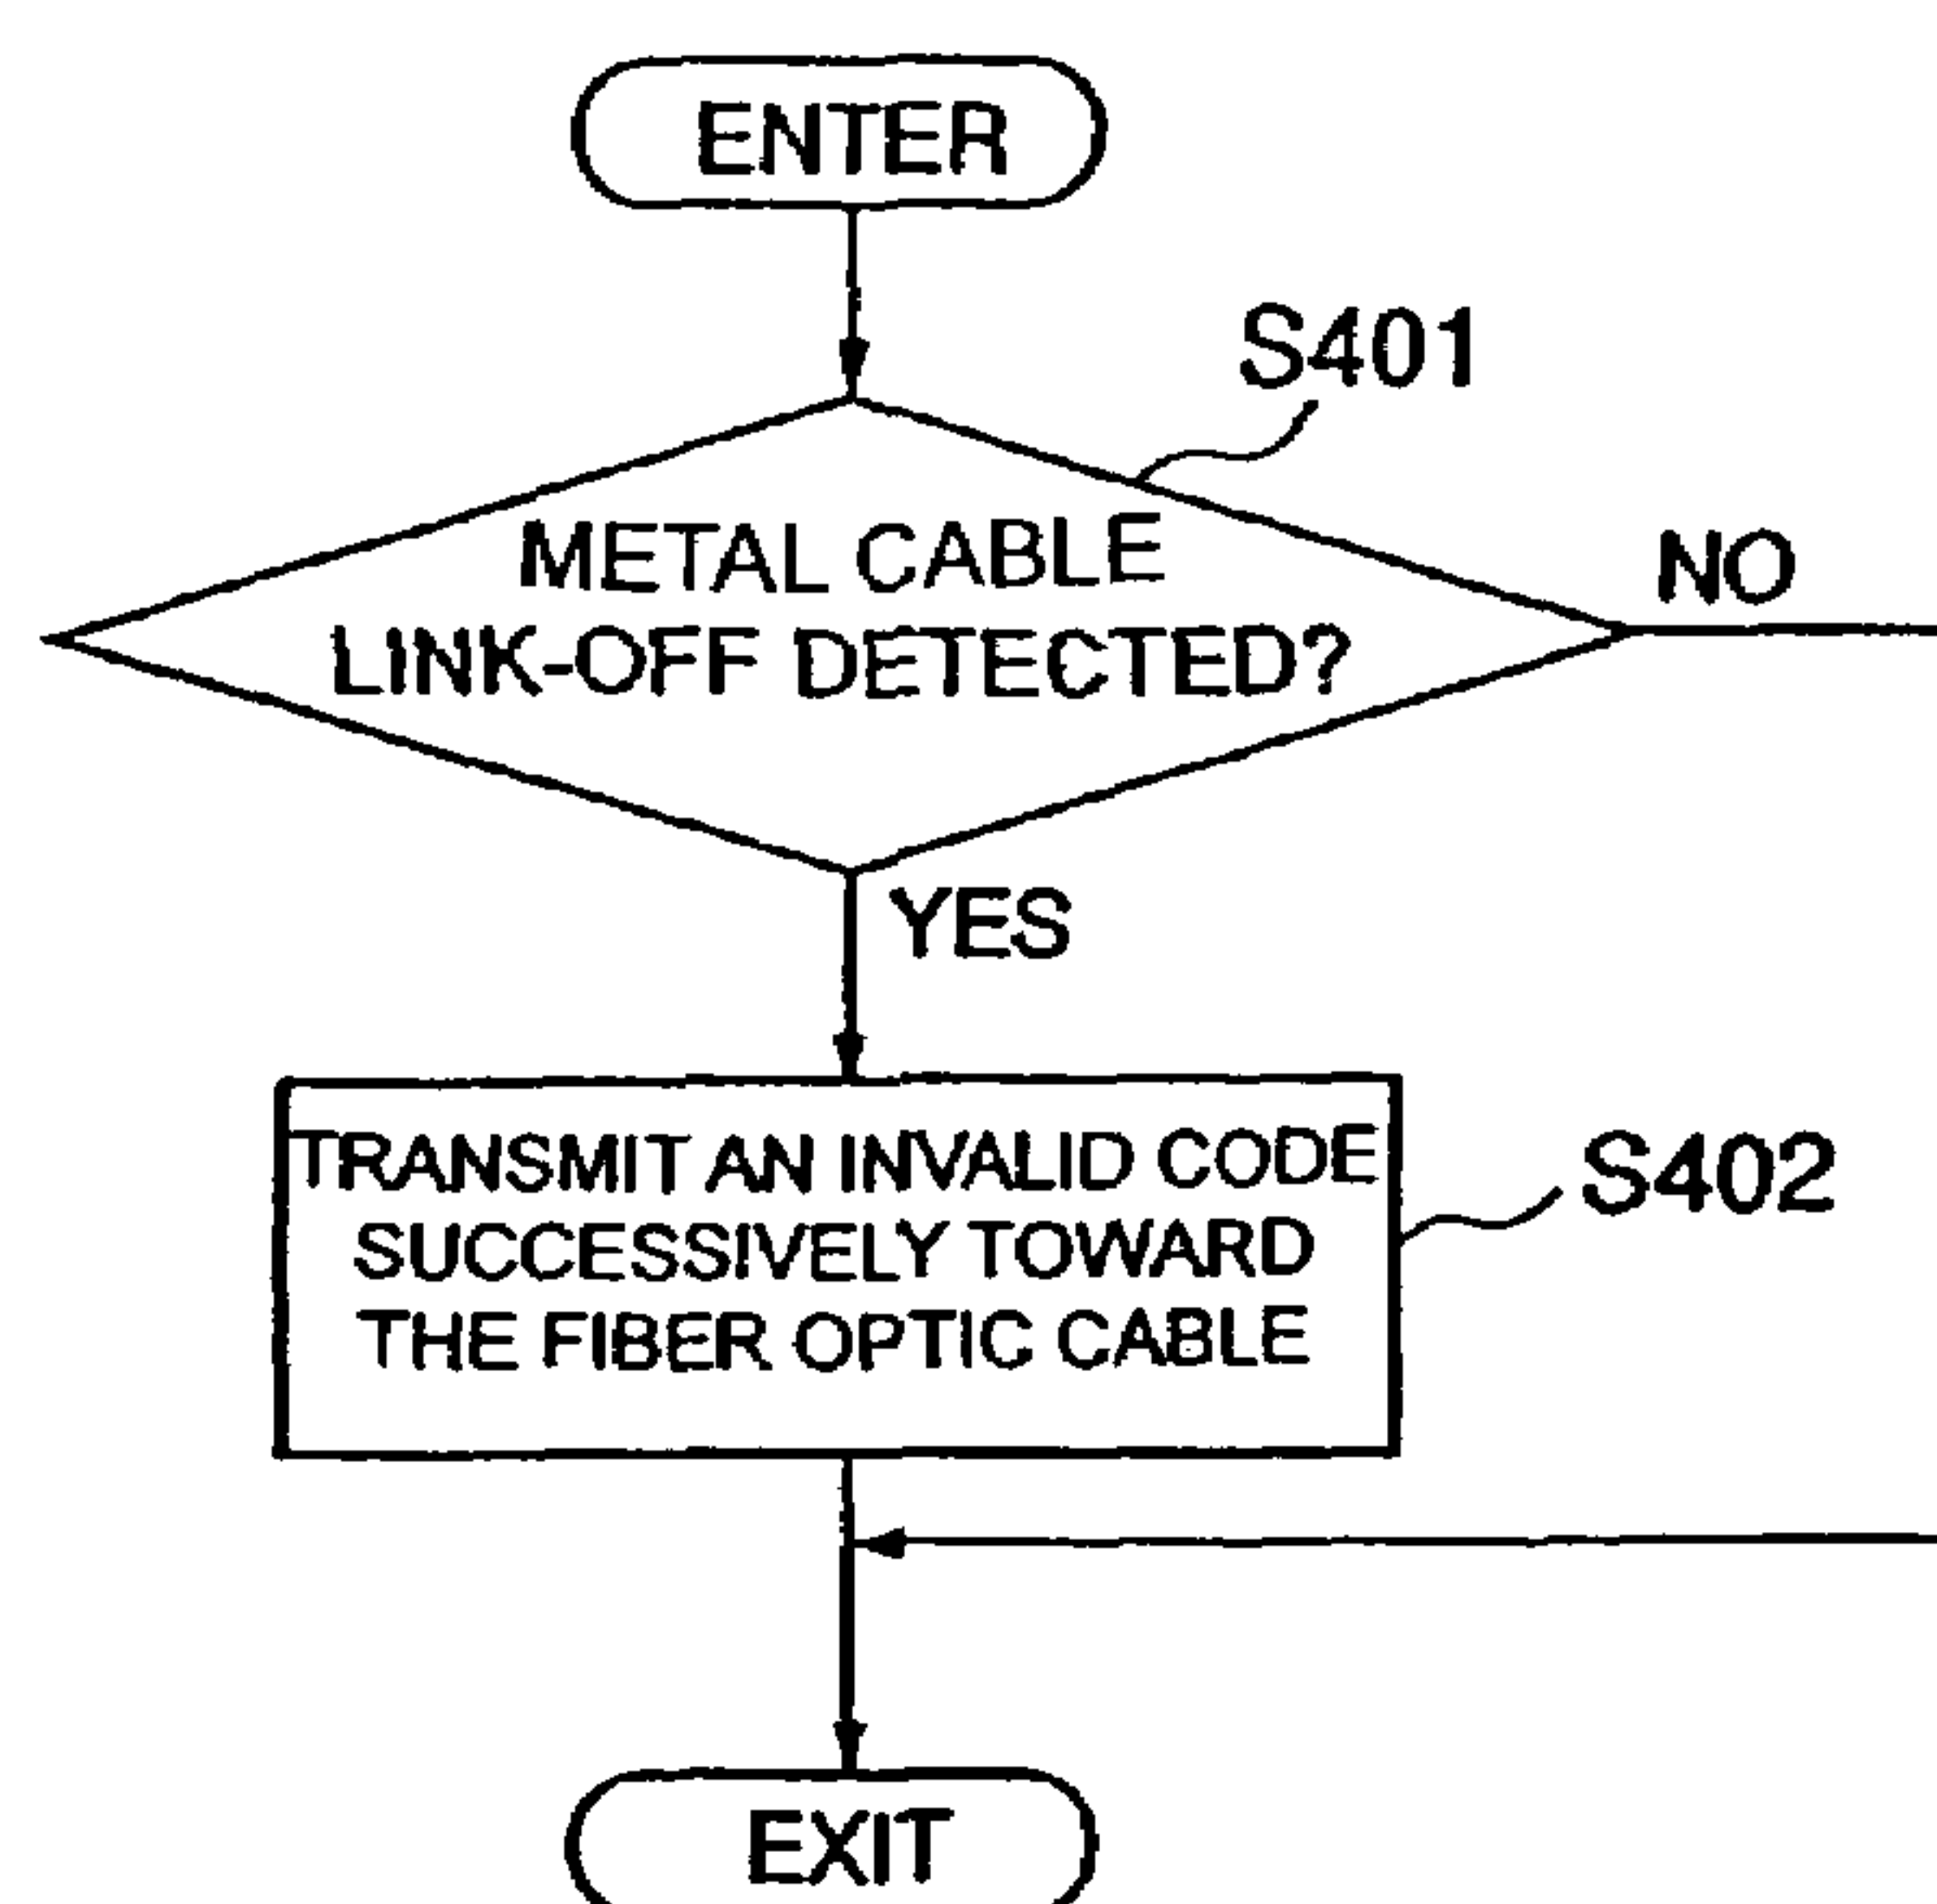 ENTER
S401
METAL CABLE
LINK-OFF DETECTED?
NO
YES
TRANSMIT AN INVALID CODE
SUCCESSIVELY TOWARD
THE FIBER OPTIC CABLE
S402
EXIT